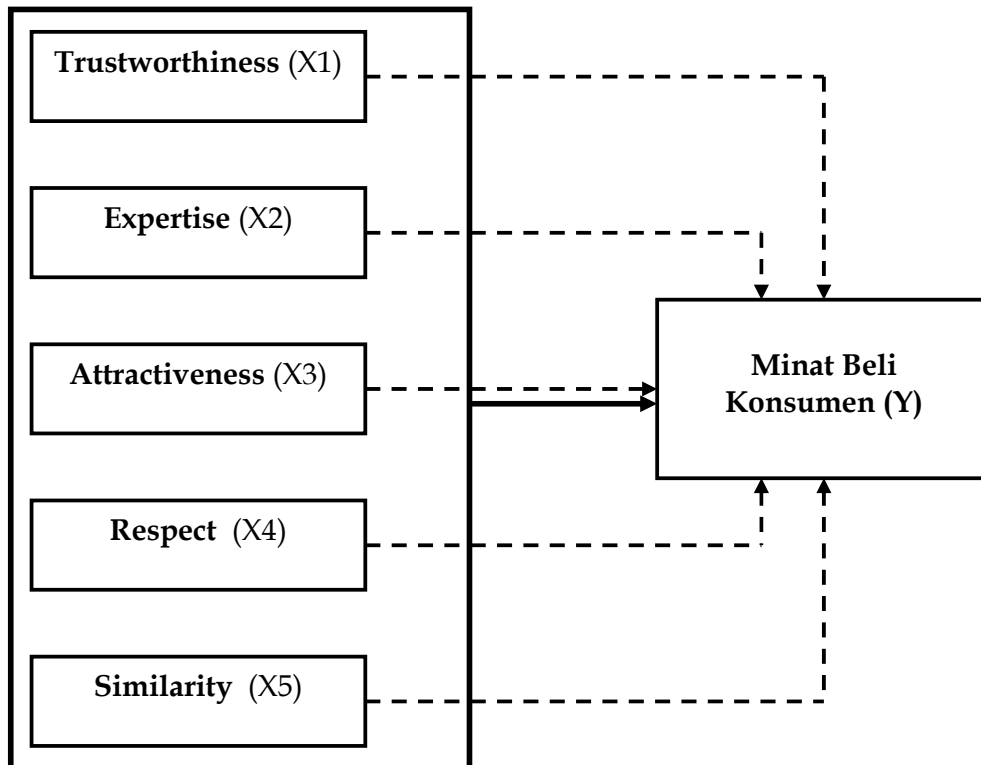 Trustworthiness (X1)
Expertise (X2)
Attractiveness (X3)
Respect (X4)
Similarity (X5)
Minat Beli
Konsumen (Y)